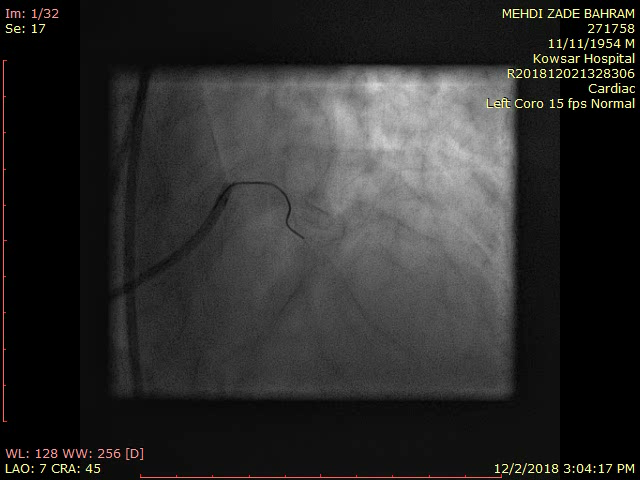 Im: 1/32
Se: 17
MEHDI ZADE BAHRAM
271758
11/11/1954 M
Kowsar Hospital
R201812021328306
Cardiac
Left Coro 15 fps Normal
WL: 128 WW: 256 [D]
LAO: 7 CRA: 45
12/2/2018 3:04:17 PM